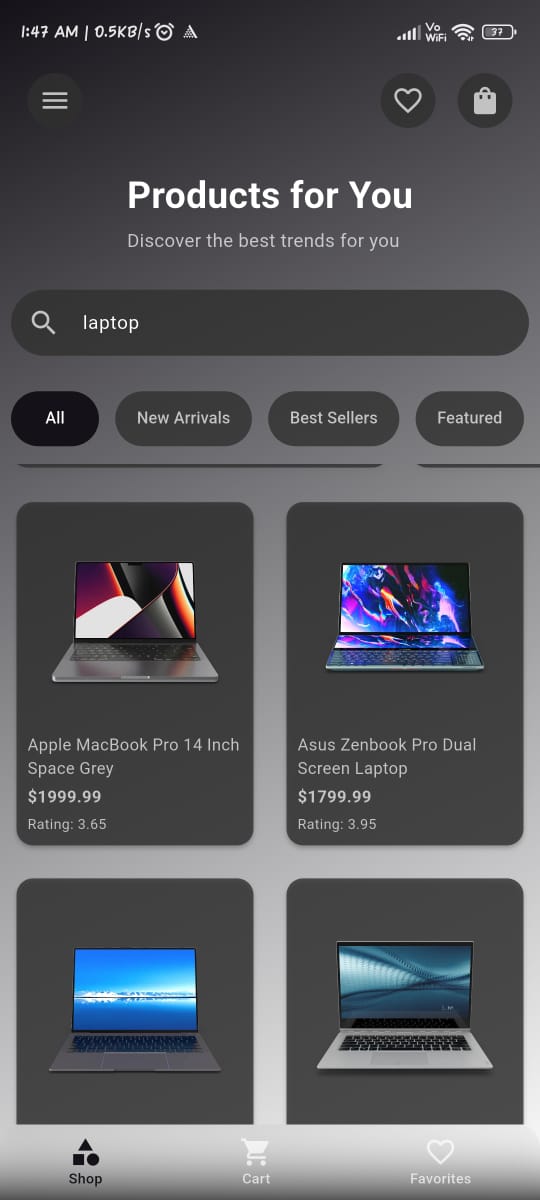 1:47 AM | 0.5KB/s
Vo
WiFi
37
Products for You
Discover the best trends for you
laptop
All
New Arrivals
Best Sellers
Featured
Apple MacBook Pro 14 Inch
Space Grey
$1999.99
Rating: 3.65
Asus Zenbook Pro Dual
Screen Laptop
$1799.99
Rating: 3.95
Shop
Cart
Favorites